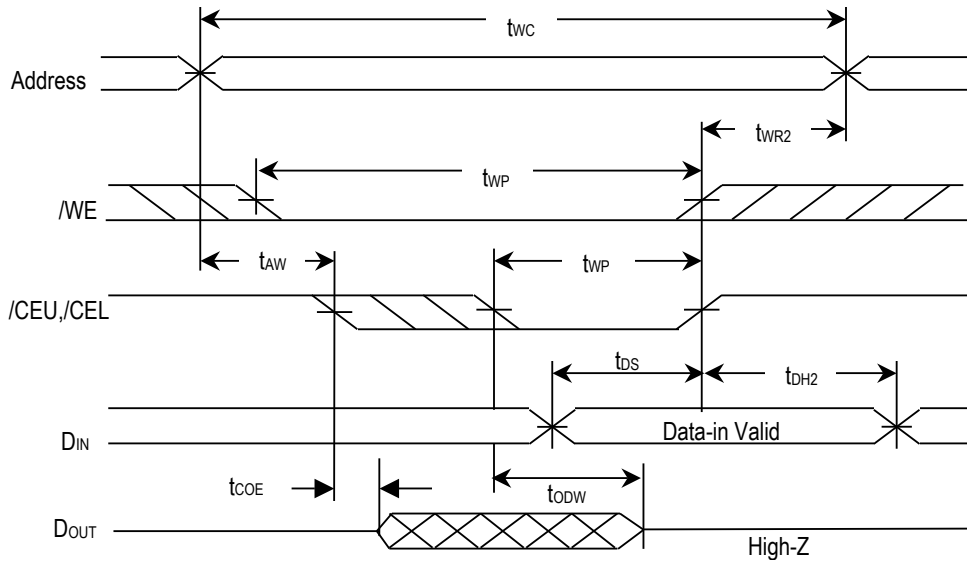 tWC
Address
tWR2
tWP
/WE
tAW
tWP
/CEU,/CEL
tDS
tDH2
DIN
Data-in Valid
tCOE
tODW
DOUT
High-Z